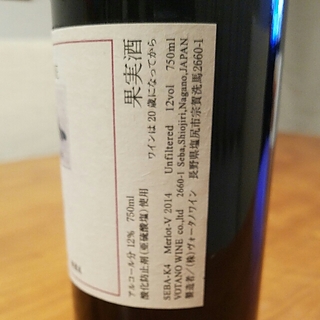 果実酒
ワインは20歳になってから
アルコール分12% 750ml
酸化防止剤(亜硫酸塩)使用
SEBA-K4 Merlot-V 2014 Unfiltered 12vol 750ml
VOTANO WINE co.,ltd 2660-1 Seba,Shiojiri,Nagano,JAPAN
製造者/(株)ヴォータノワイン 長野県塩尻市宗賀洗馬2660-1